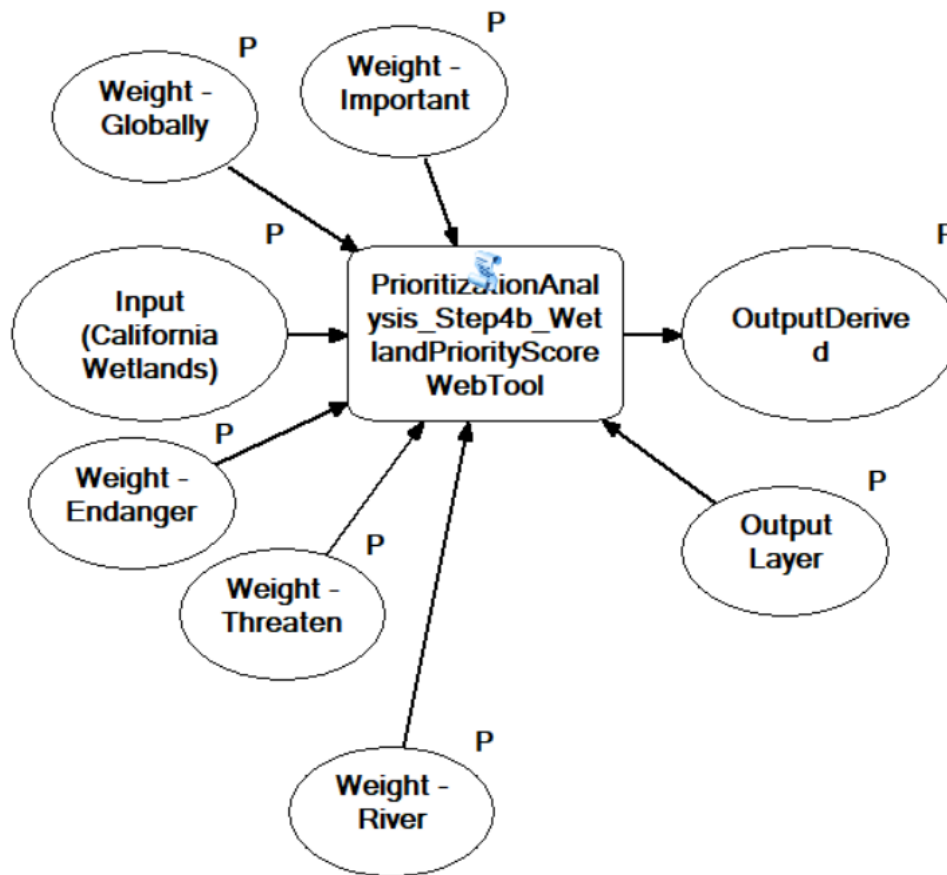 P
Weight -
Globally
P
Weight -
Important
P
Input
(California
Wetlands)
PrioritizationAnal
ysis_Step4b_Wet
landPriorityScore
WebTool
P
OutputDerive
d
P
Weight -
Endanger
P
Weight -
Threaten
P
Output
Layer
P
Weight -
River